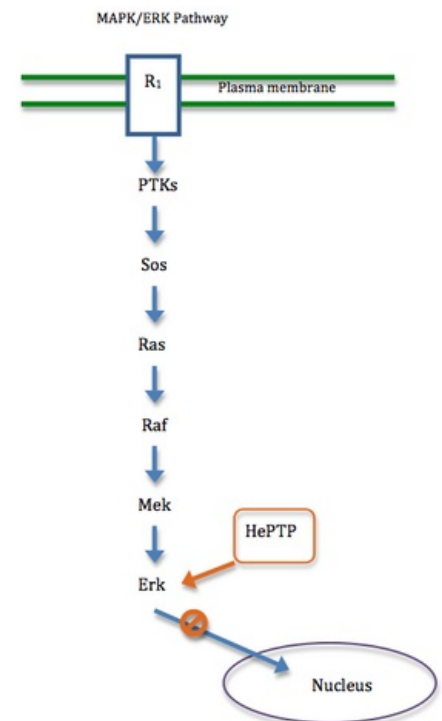 MAPK/ERK Pathway
R1
Plasma membrane
PTKs
Sos
Ras
Raf
Mek
HePTP
Erk
Nucleus